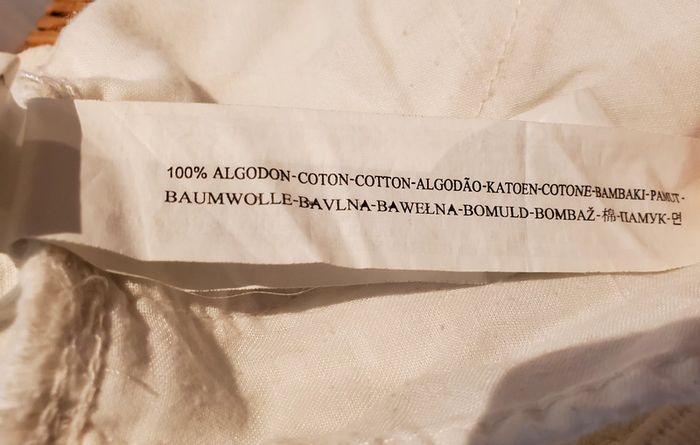 100% ALGODON-COTON-COTTON-ALGODÃO-KATOEN-COTONE-BAMBAKI-PAMUT-
BAUMWOLLE-BAVLNA-BAWEŁNA-BOMULD-BOMBAŽ-棉-ПАМУК-면